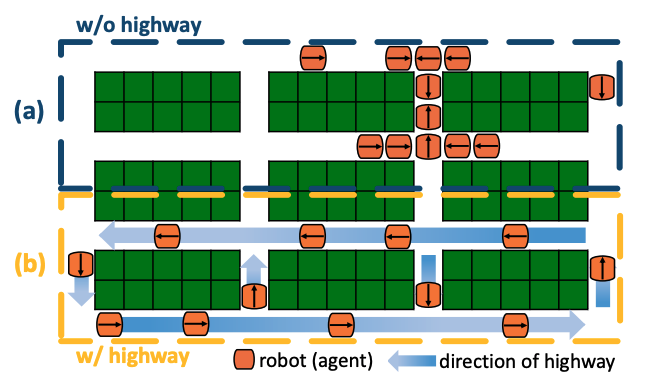 w/o highway
(a)
(b)
w/ highway
robot (agent)
direction of highway